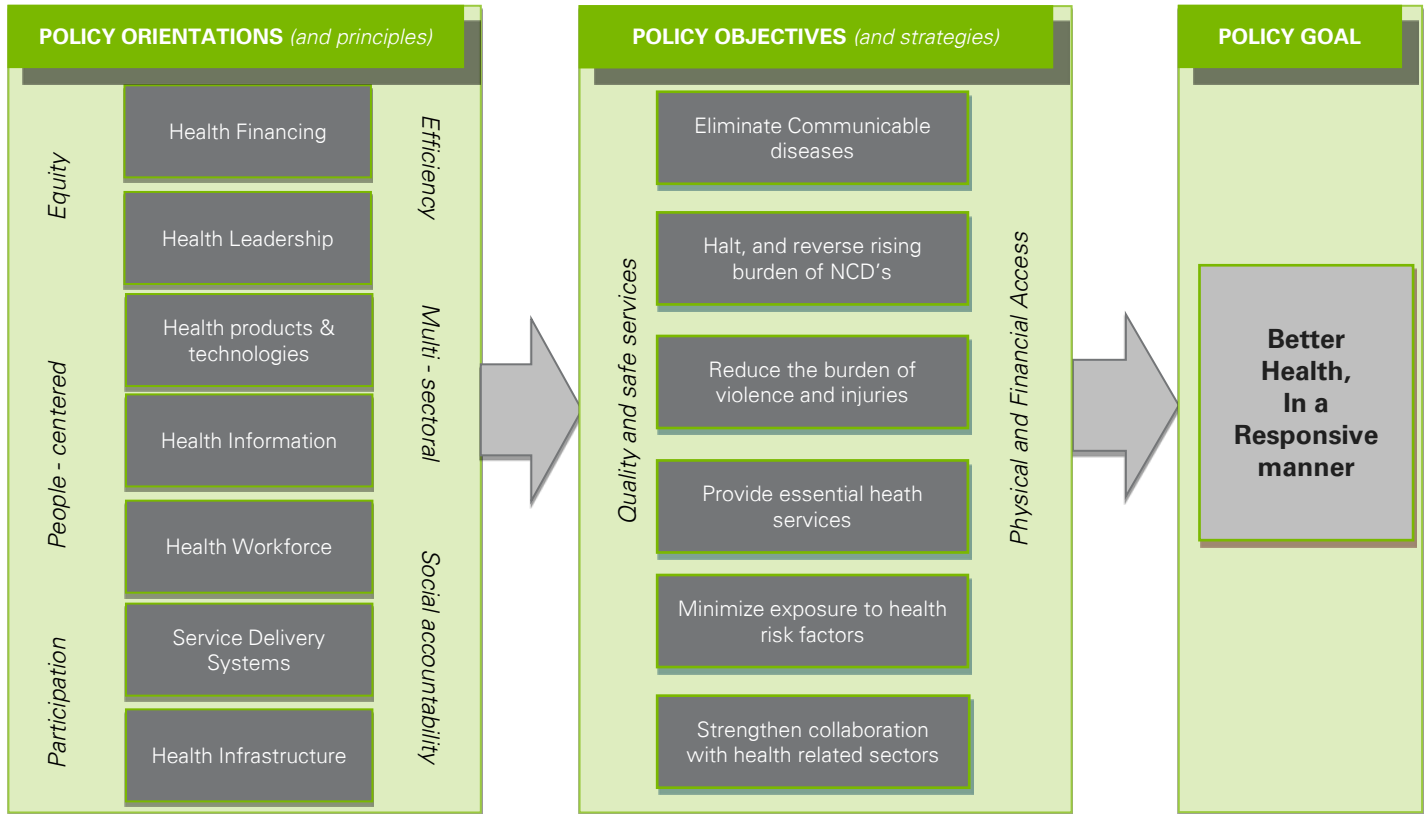 POLICY ORIENTATIONS (and principles)
Equity
People - centered
Participation
Health Financing
Health Leadership
Health products &
technologies
Health Information
Health Workforce
Service Delivery
Systems
Health Infrastructure
Efficiency
Multi - sectoral
Social accountability
POLICY OBJECTIVES (and strategies)
Quality and safe services
Eliminate Communicable
diseases
Halt, and reverse rising
burden of NCD's
Reduce the burden of
violence and injuries
Provide essential heath
services
Minimize exposure to health
risk factors
Strengthen collaboration
with health related sectors
Physical and Financial Access
POLICY GOAL
Better
Health,
In a
Responsive
manner